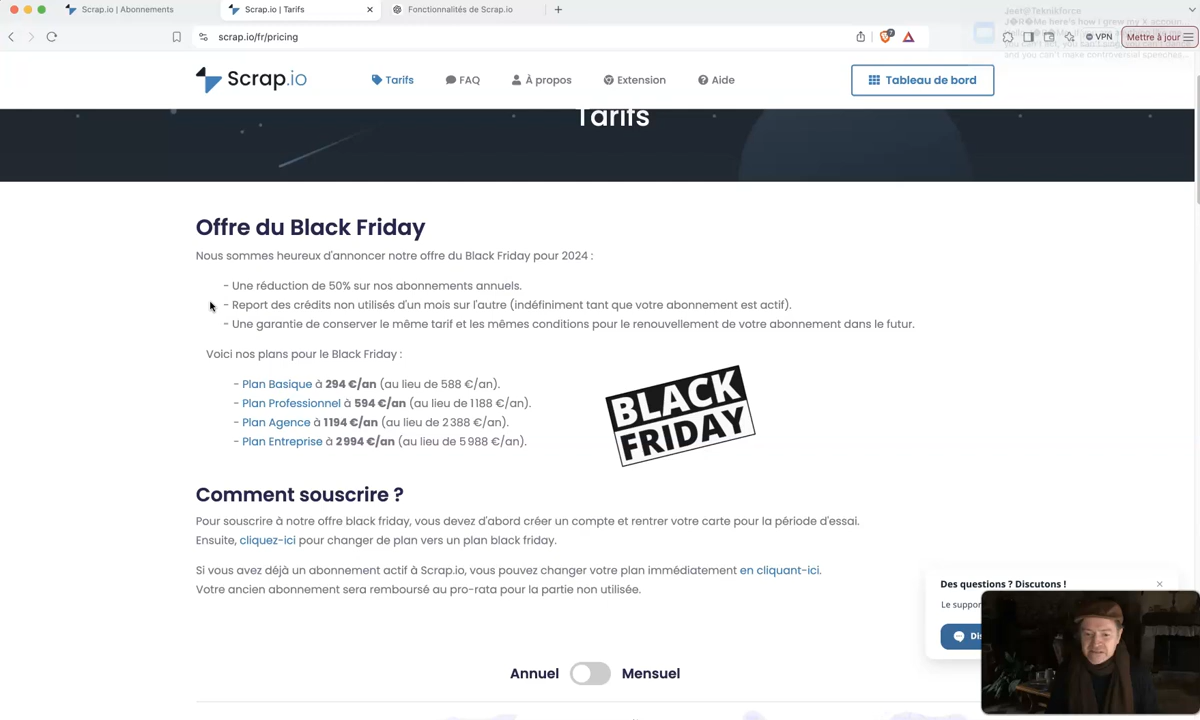 Scrap.io | Abonnements
Scrap.io | Tarifs
Fonctionnalités de Scrap.io
scrap.io/fr/pricing
7
VPN
Mettre à jour
Scrap.io
Tarifs
FAQ
À propos
Extension
Aide
Tableau de bord
Tarifs
Offre du Black Friday
Nous sommes heureux d'annoncer notre offre du Black Friday pour 2024 :
- Une réduction de 50% sur nos abonnements annuels.
- Report des crédits non utilisés d'un mois sur l'autre (indéfiniment tant que votre abonnement est actif).
- Une garantie de conserver le même tarif et les mêmes conditions pour le renouvellement de votre abonnement dans le futur.
Voici nos plans pour le Black Friday :
- Plan Basique à 294 €/an (au lieu de 588 €/an).
- Plan Professionnel à 594 €/an (au lieu de 1 188 €/an).
- Plan Agence à 1 194 €/an (au lieu de 2 388 €/an).
- Plan Entreprise à 2 994 €/an (au lieu de 5 988 €/an).
BLACK
FRIDAY
Comment souscrire ?
Pour souscrire à notre offre black friday, vous devez d'abord créer un compte et rentrer votre carte pour la période d'essai.
Ensuite, cliquez-ici pour changer de plan vers un plan black friday.
Si vous avez déjà un abonnement actif à Scrap.io, vous pouvez changer votre plan immédiatement en cliquant-ici.
Votre ancien abonnement sera remboursé au pro-rata pour la partie non utilisée.
Des questions ? Discutons !
Le suppor
Dis
Annuel
Mensuel